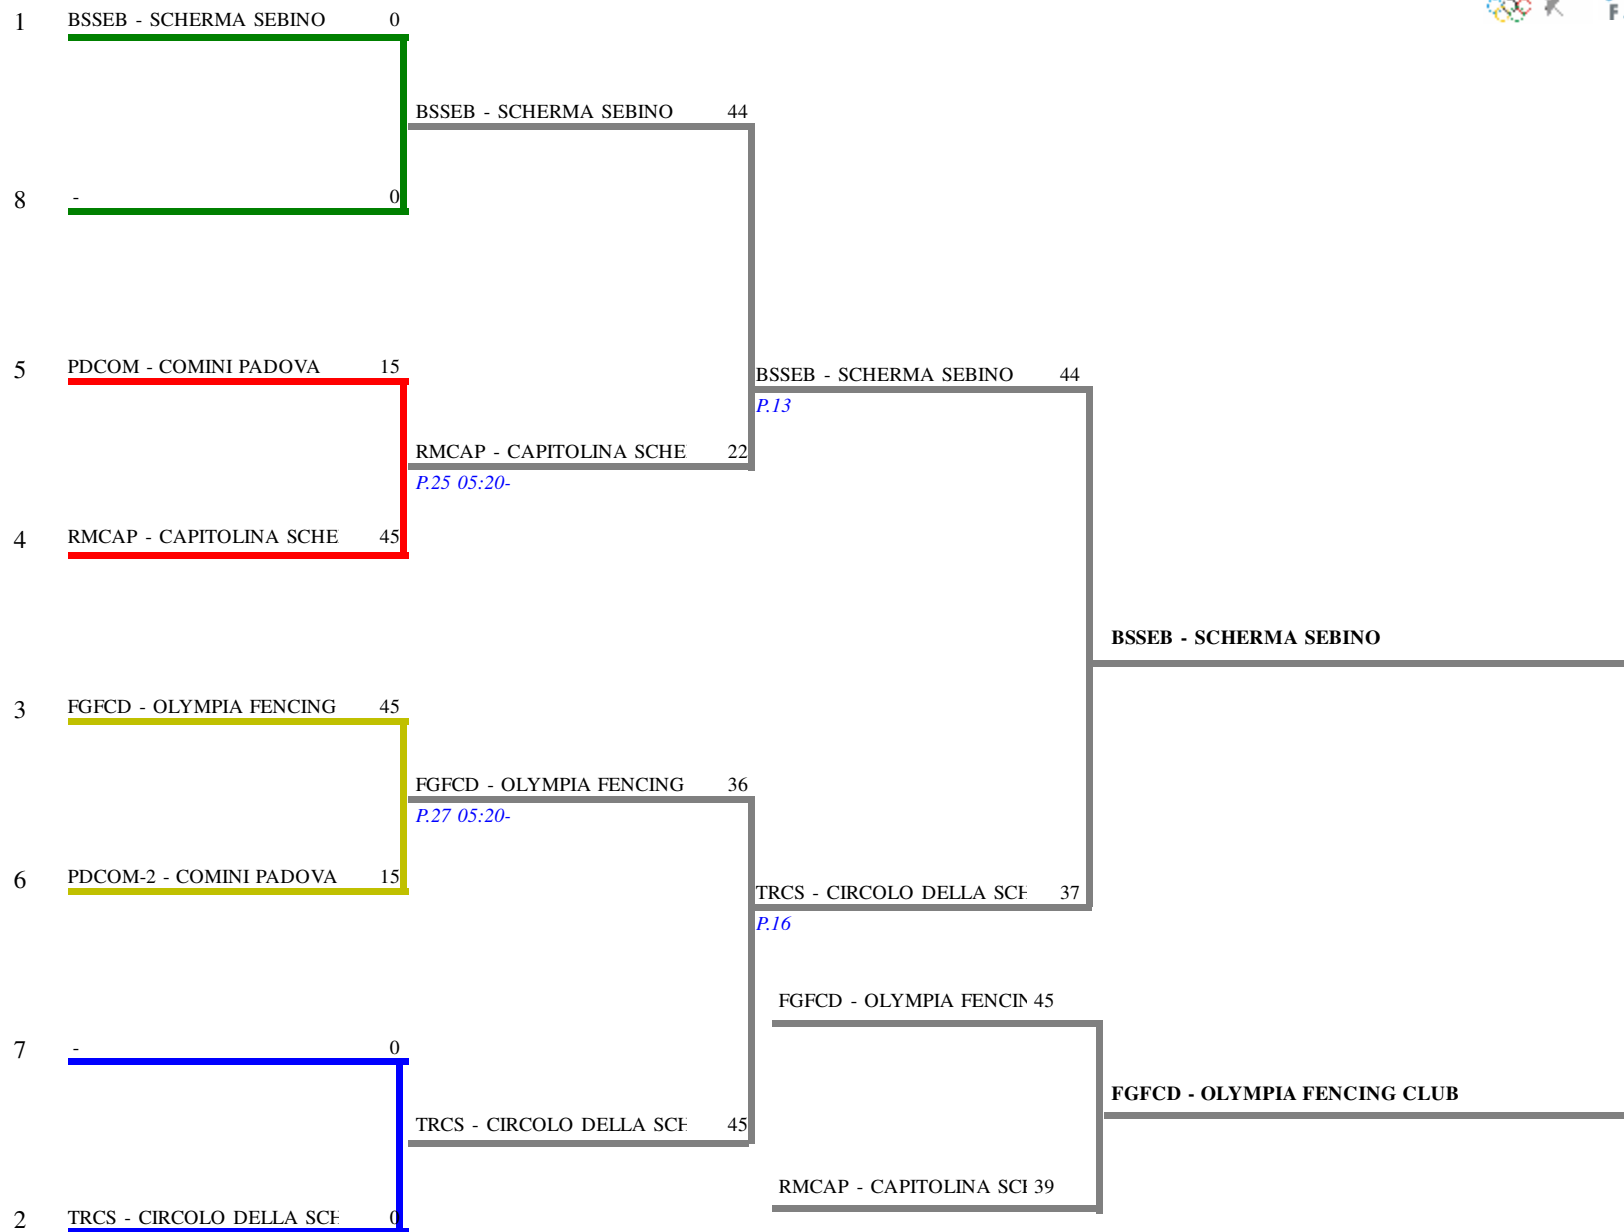 1 BSSEB - SCHERMA SEBINO 0
BSSEB - SCHERMA SEBINO 44
8 - 0
5 PDCOM - COMINI PADOVA 15
BSSEB - SCHERMA SEBINO 44
P.13
RMCAP - CAPITOLINA SCHE 22
P.25 05:20-
4 RMCAP - CAPITOLINA SCHE 45
BSSEB - SCHERMA SEBINO
3 FGFCD - OLYMPIA FENCING 45
FGFCD - OLYMPIA FENCING 36
P.27 05:20-
6 PDCOM-2 - COMINI PADOVA 15
TRCS - CIRCOLO DELLA SCH 37
P.16
FGFCD - OLYMPIA FENCIN 45
7 - 0
FGFCD - OLYMPIA FENCING CLUB
TRCS - CIRCOLO DELLA SCH 45
RMCAP - CAPITOLINA SCH 39
2 TRCS - CIRCOLO DELLA SCH 0